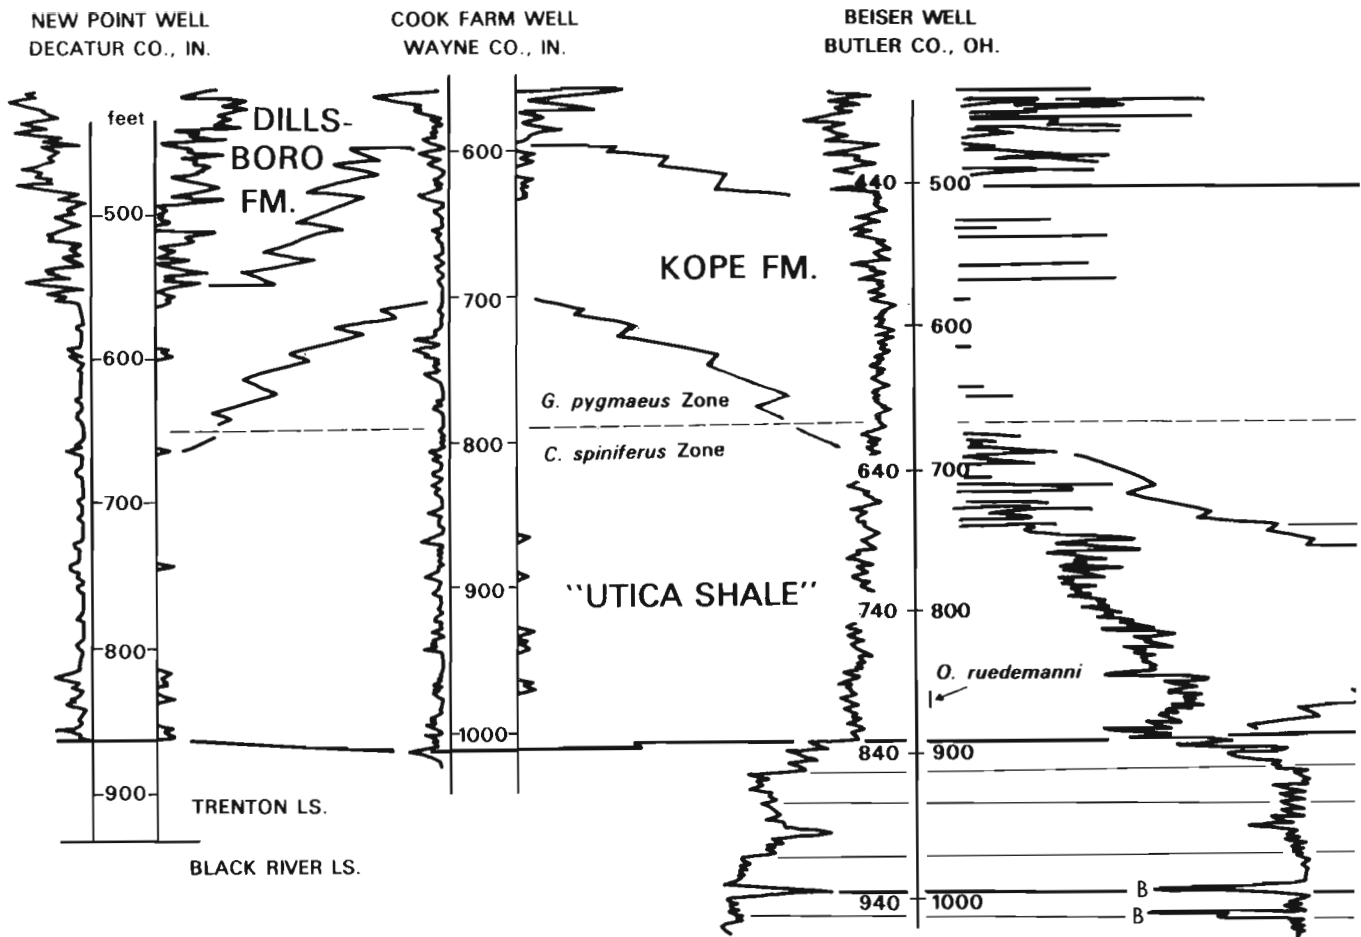 NEW POINT WELL
DECATUR CO., IN.
COOK FARM WELL
WAYNE CO., IN.
BEISER WELL
BUTLER CO., OH.
feet
500
600
700
800
900
DILLS-
BORO
FM.
600
700
800
900
1000
KOPE FM.
G. pygmaeus Zone
C. spiniferus Zone
"UTICA SHALE"
440 500
600
640 700
740 800
O. ruedemanni
840 900
B
940 1000
B
TRENTON LS.
BLACK RIVER LS.